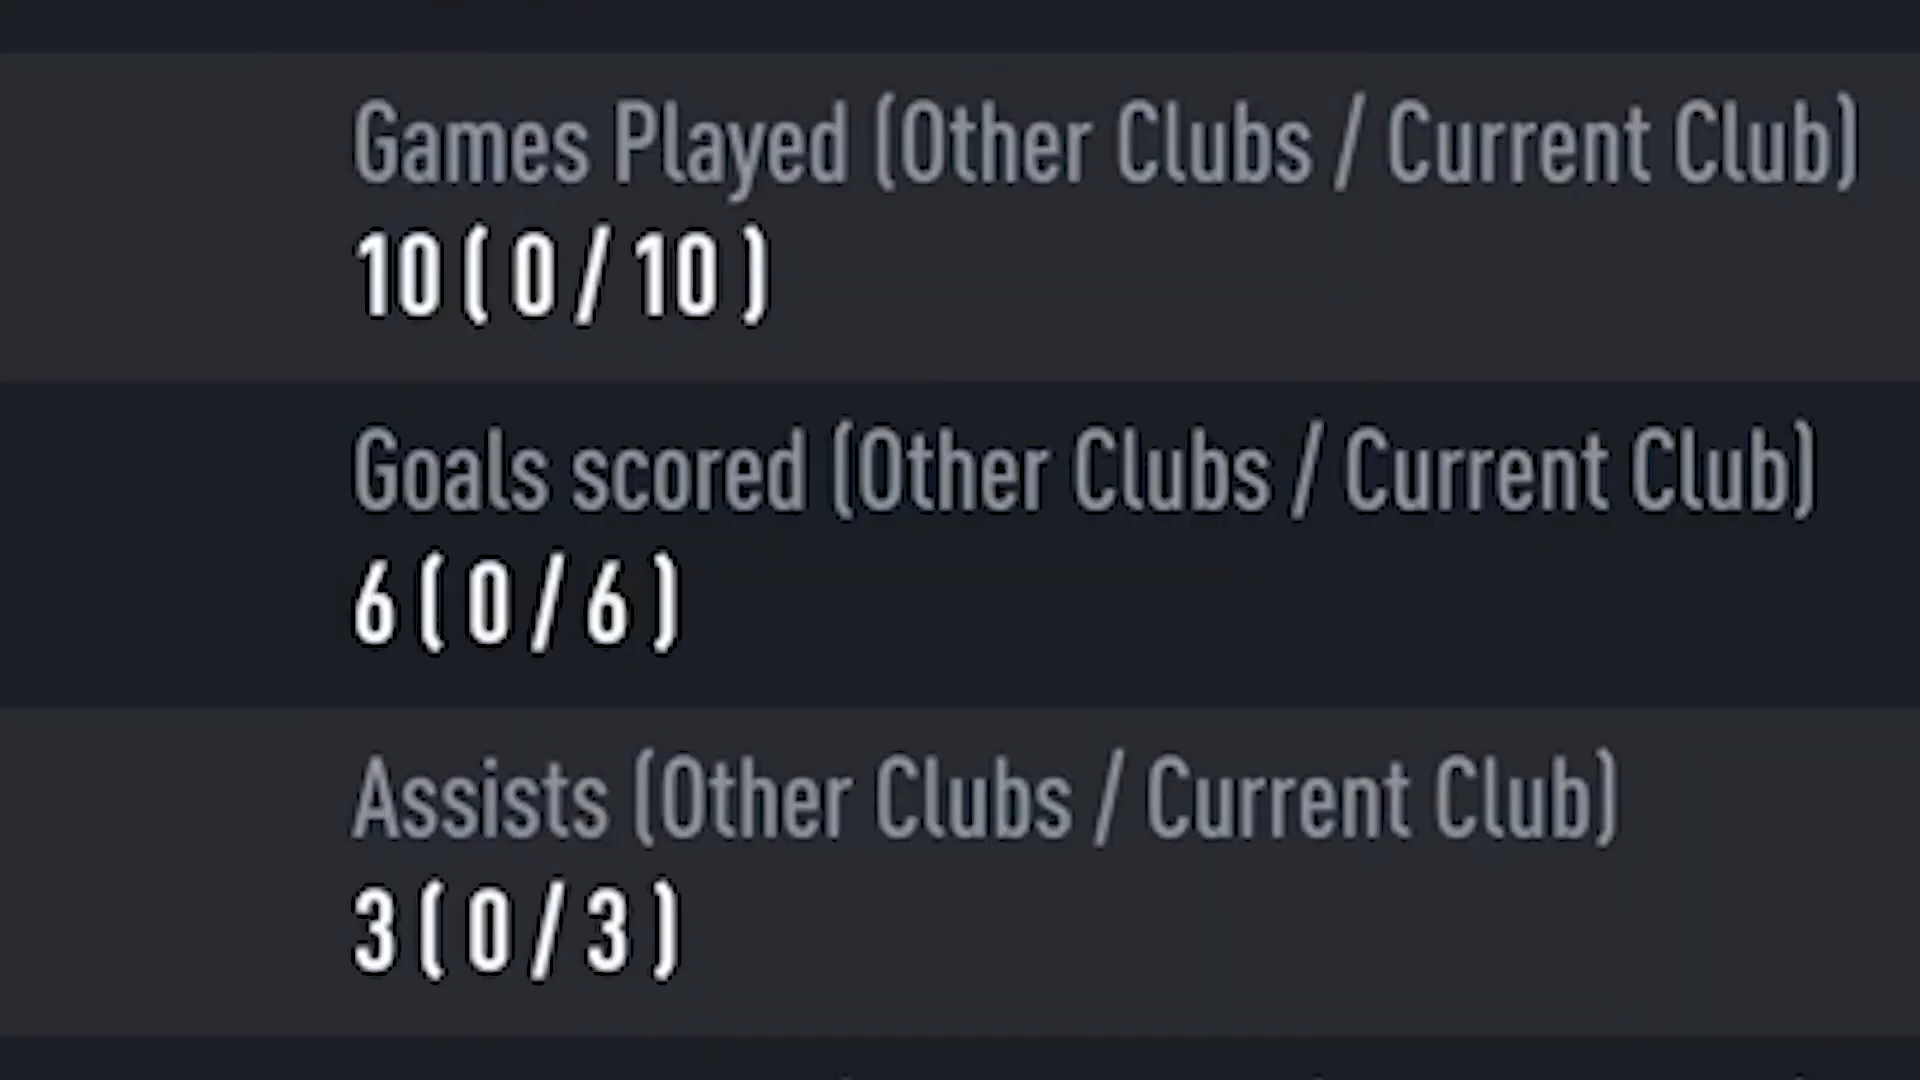 Games Played (Other Clubs / Current Club)
10 ( 0 / 10 )
Goals scored (Other Clubs / Current Club)
6 ( 0 / 6 )
Assists (Other Clubs / Current Club)
3 ( 0 / 3 )